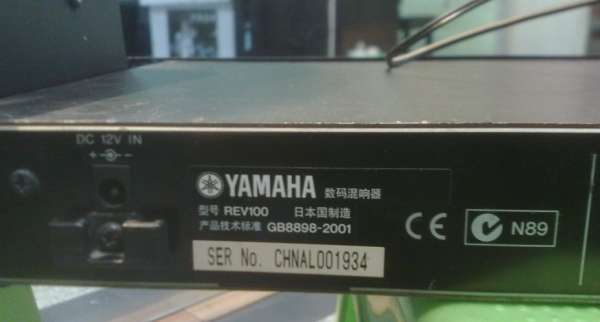 DC 12V IN
YAMAHA 数码混响器
型号 REV100 日本国制造
产品技术标准 GB8898-2001
SER No. CHNAL001934
CE
N89